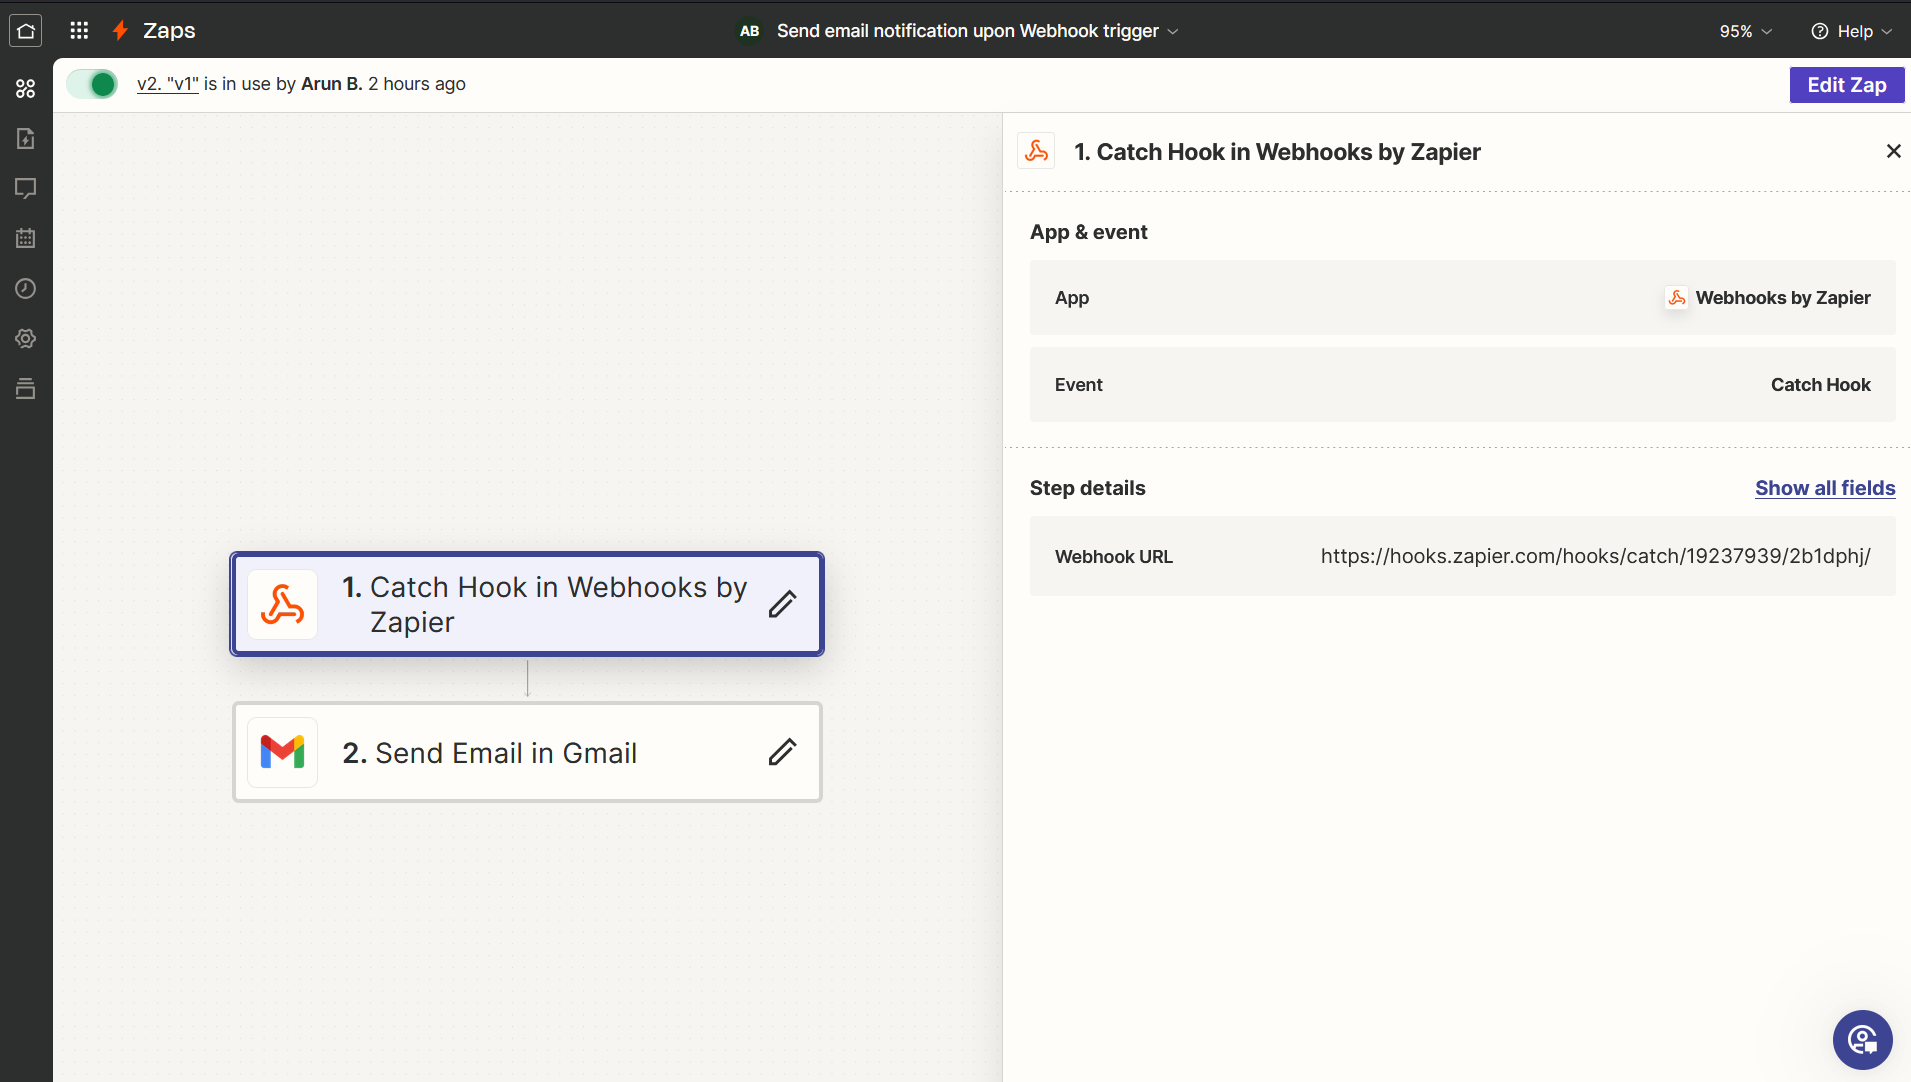 Zaps
AB Send email notification upon Webhook trigger
95%
Help
v2. "v1" is in use by Arun B. 2 hours ago
Edit Zap
1. Catch Hook in Webhooks by Zapier
2. Send Email in Gmail
1. Catch Hook in Webhooks by Zapier
App & event
App Webhooks by Zapier
Event Catch Hook
Step details Show all fields
Webhook URL https://hooks.zapier.com/hooks/catch/19237939/2b1dphj/